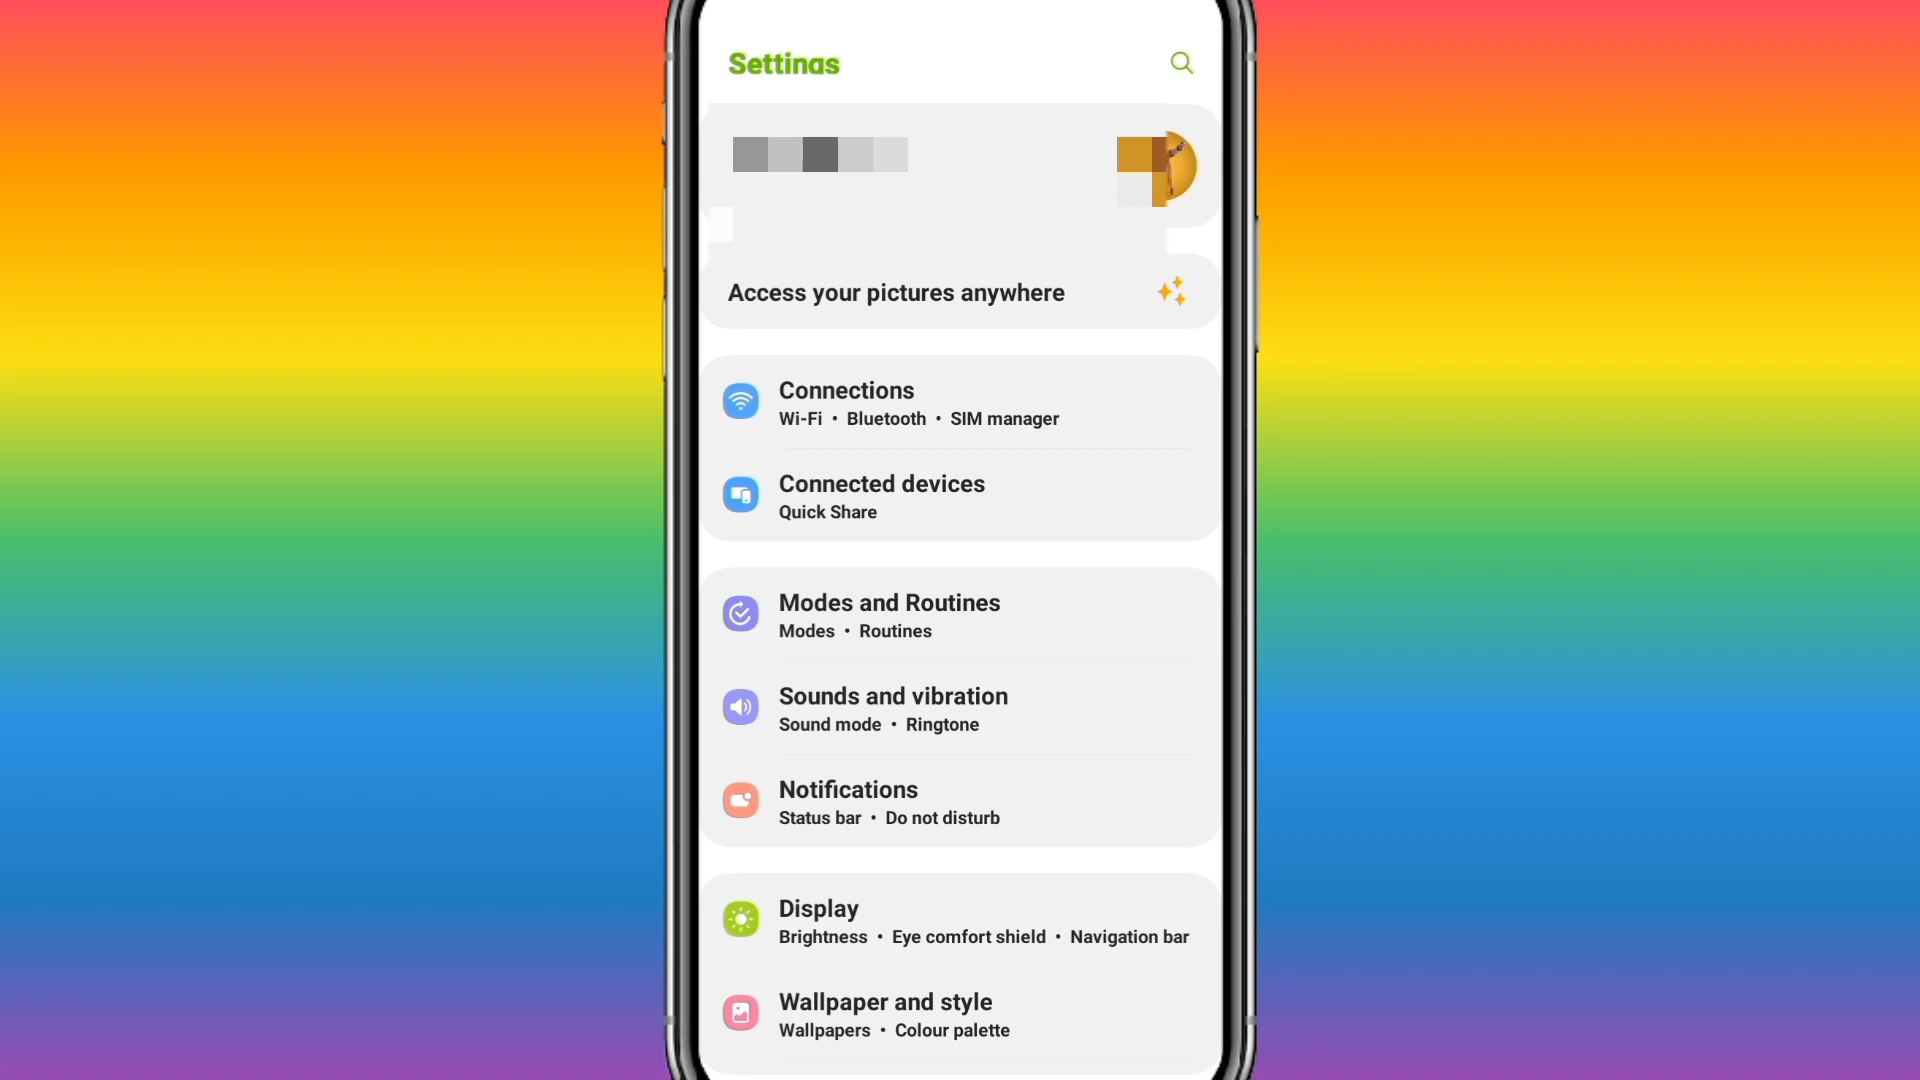 Settings
Access your pictures anywhere
Connections
Wi-Fi • Bluetooth • SIM manager
Connected devices
Quick Share
Modes and Routines
Modes • Routines
Sounds and vibration
Sound mode • Ringtone
Notifications
Status bar • Do not disturb
Display
Brightness • Eye comfort shield • Navigation bar
Wallpaper and style
Wallpapers • Colour palette